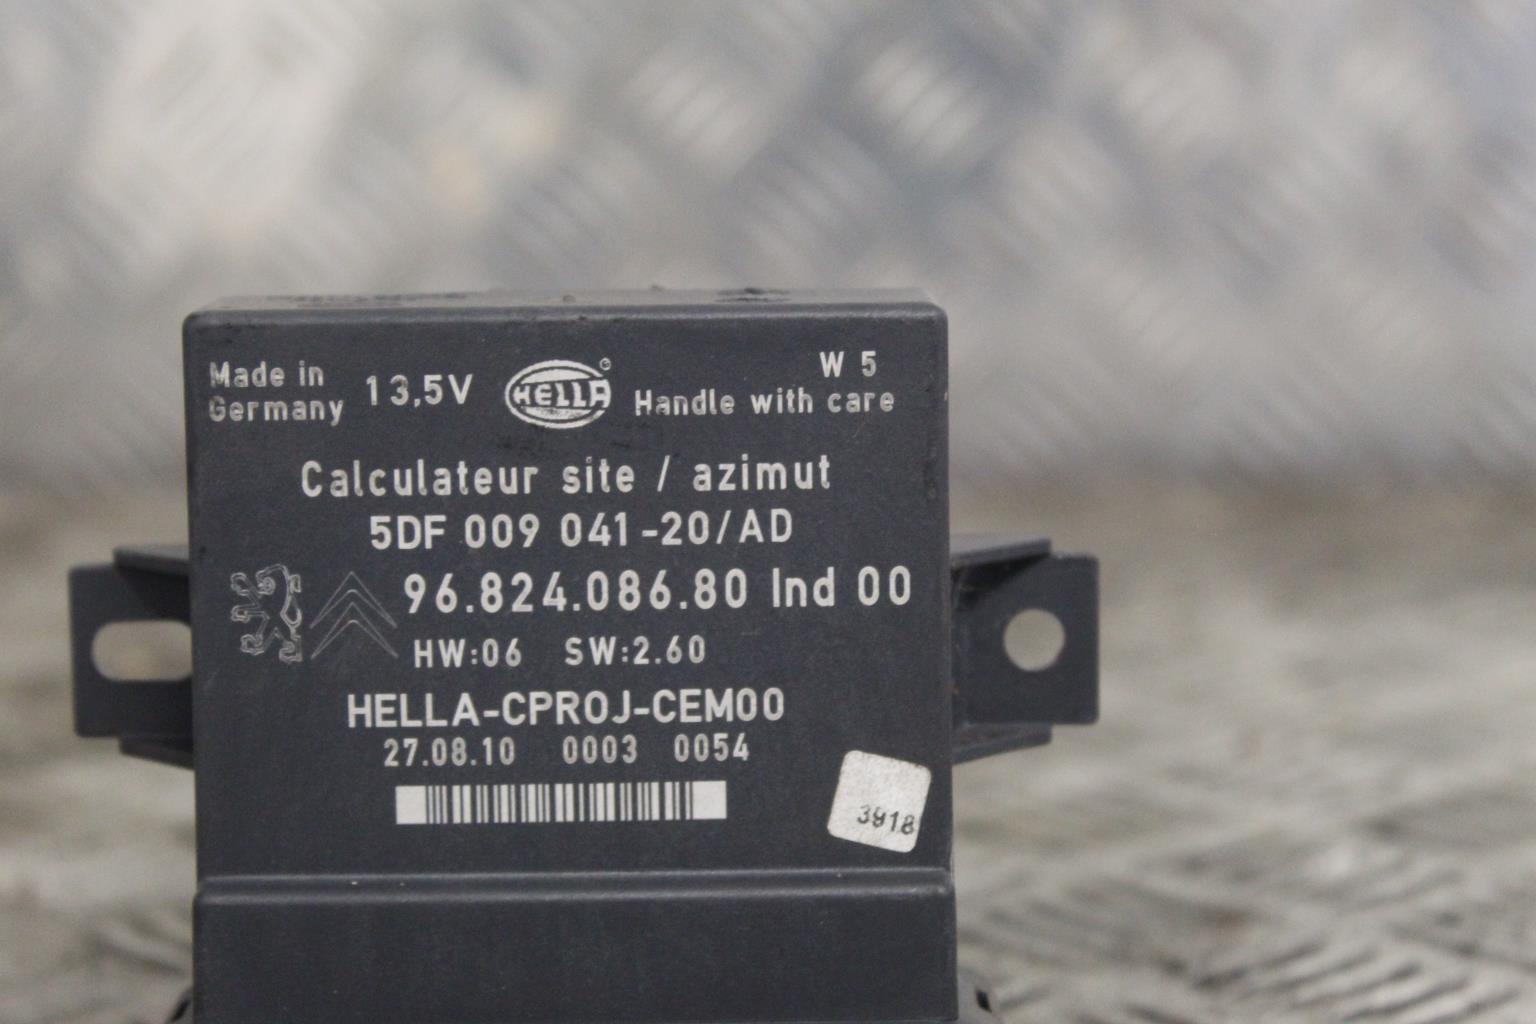 Made in
Germany
13,5V
HELLA
W 5
Handle with care
Calculateur site / azimut
5DF 009 041-20/AD
96.824.086.80 Ind 00
HW:06 SW:2.60
HELLA-CPROJ-CEM00
27.08.10 0003 0054
3918